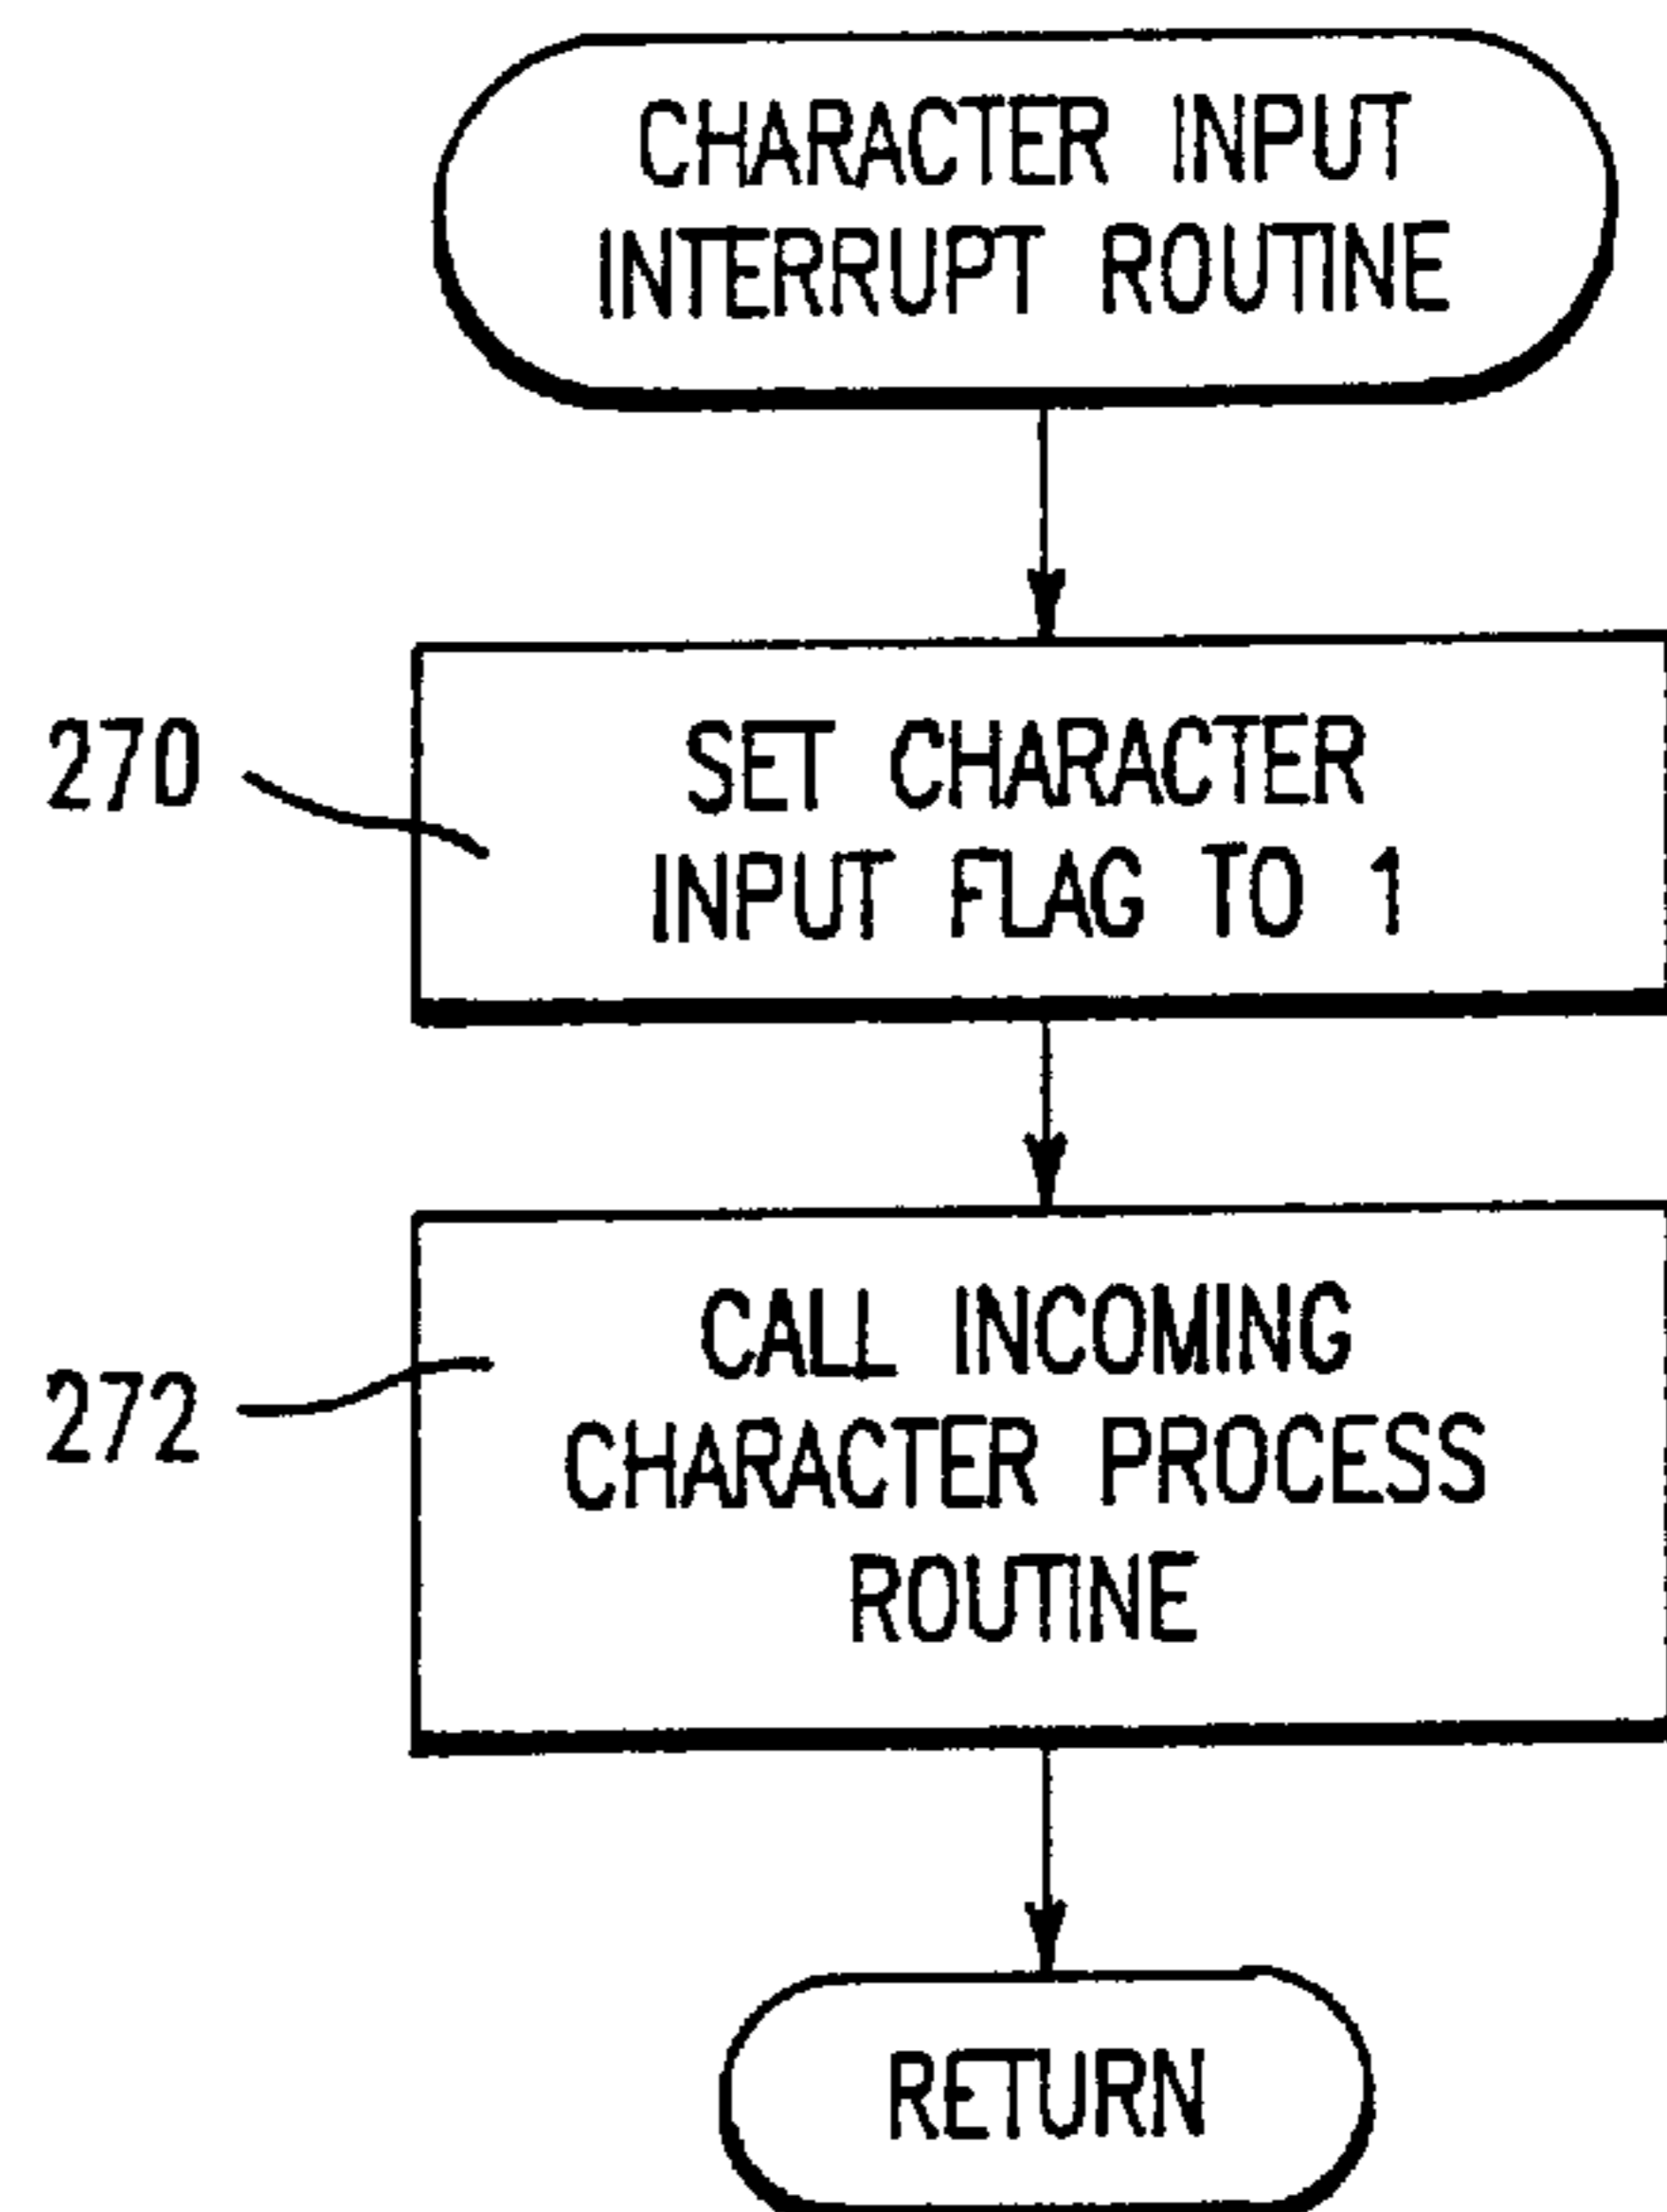 CHARACTER INPUT
INTERRUPT ROUTINE
270
SET CHARACTER
INPUT FLAG TO 1
272
CALL INCOMING
CHARACTER PROCESS
ROUTINE
RETURN